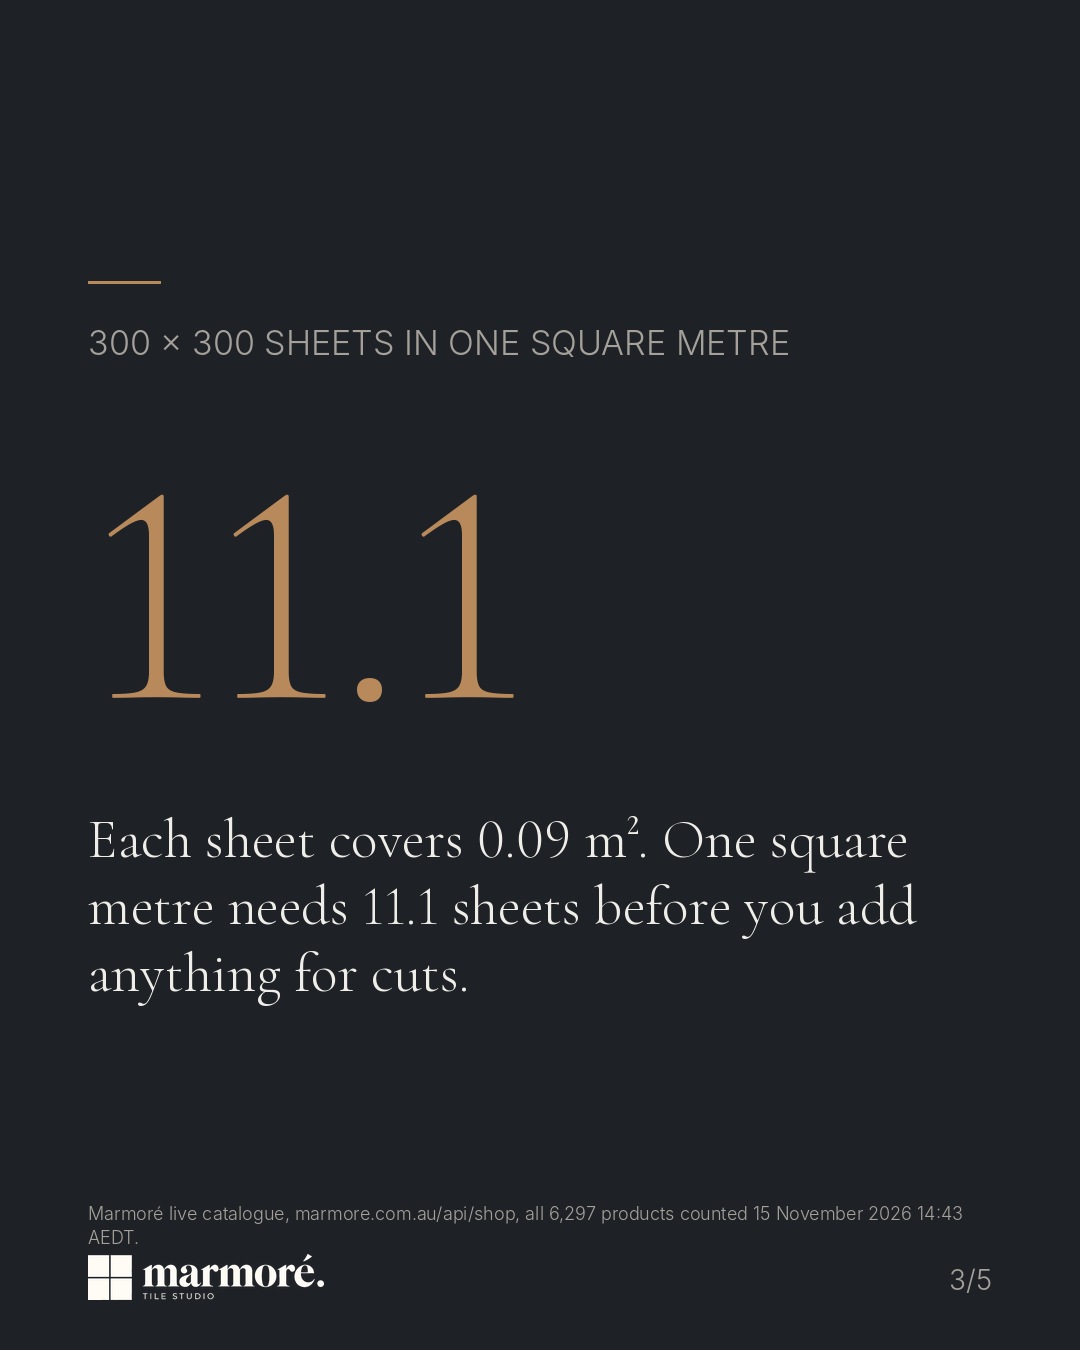 300 × 300 SHEETS IN ONE SQUARE METRE
11.1
Each sheet covers 0.09 m². One square
metre needs 11.1 sheets before you add
anything for cuts.
Marmoré live catalogue, marmore.com.au/api/shop, all 6,297 products counted 15 November 2026 14:43
AEDT.
marmoré.
TILE STUDIO
3/5